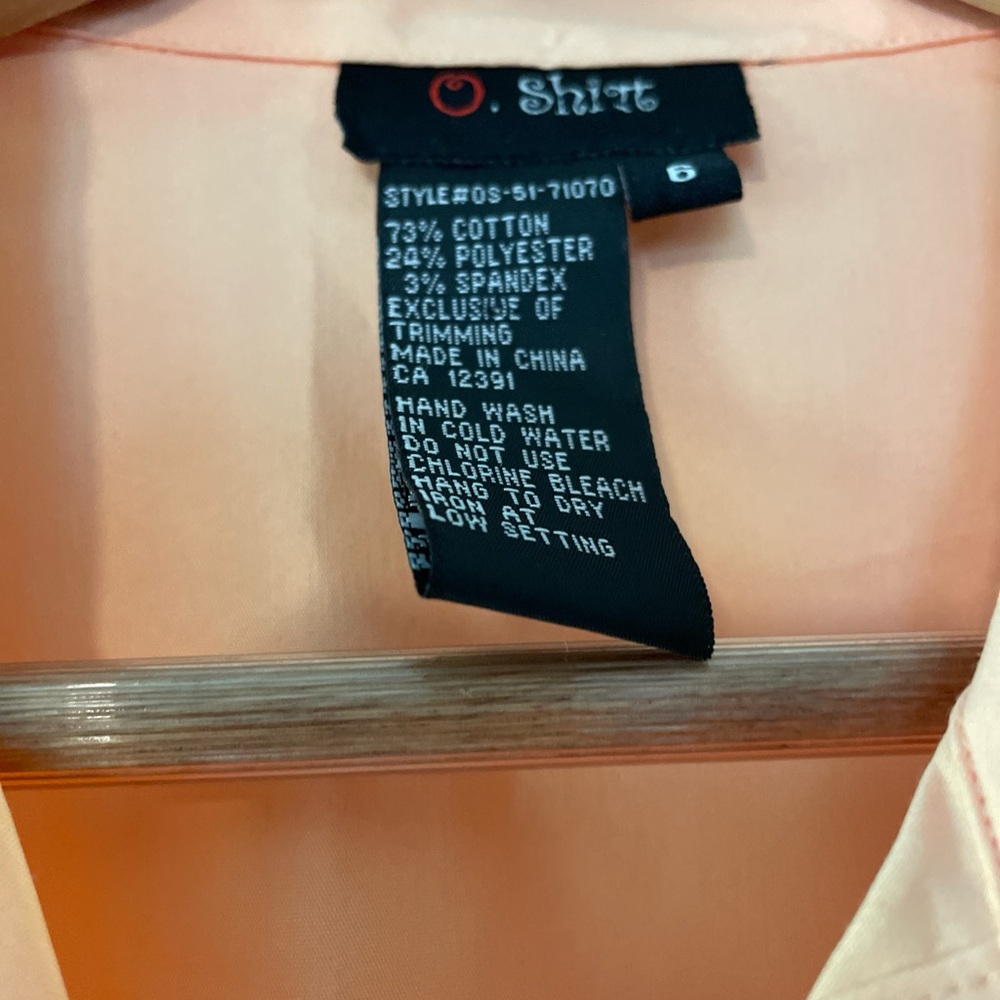 O. Shirt
6
STYLE#OS-51-71070
73% COTTON
24% POLYESTER
3% SPANDEX
EXCLUSIVE OF
TRIMMING
MADE IN CHINA
CA 12391
HAND WASH
IN COLD WATER
DO NOT USE
CHLORINE BLEACH
HANG TO DRY
IRON AT
LOW SETTING